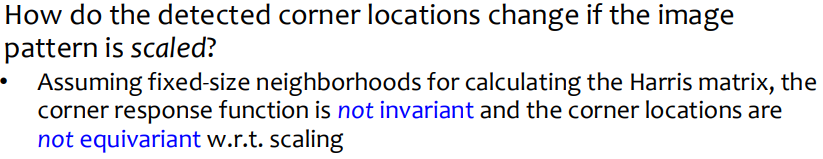 How do the detected corner locations change if the image
pattern is scaled?
• Assuming fixed-size neighborhoods for calculating the Harris matrix, the
corner response function is not invariant and the corner locations are
not equivariant w.r.t. scaling